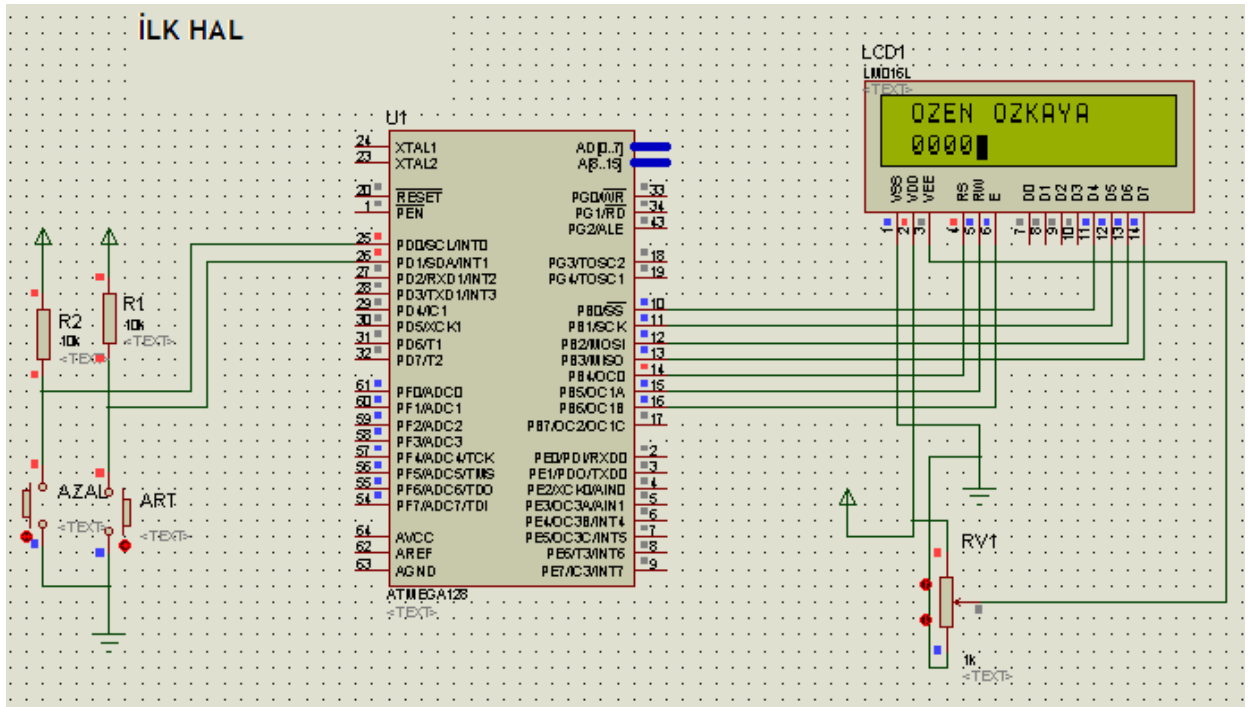 İLK HAL
LCD1
LM016L
<TEXT>
OZEN OZKAYA
0000
VSS
VDD
VEE
RS
RW
E
D0
D1
D2
D3
D4
D5
D6
D7
1
2
3
4
5
6
7
8
9
10
11
12
13
14
U1
24 XTAL1
23 XTAL2
20 RESET
1 PEN
25 PD0/SCL/INT0
26 PD1/SDA/INT1
27 PD2/RXD1/INT2
28 PD3/TXD1/INT3
29 PD4/IC1
30 PD5/XCK1
31 PD6/T1
32 PD7/T2
61 PF0/ADC0
60 PF1/ADC1
59 PF2/ADC2
58 PF3/ADC3
57 PF4/ADC4/TCK
56 PF5/ADC5/TMS
55 PF6/ADC6/TDO
54 PF7/ADC7/TDI
64 AVCC
62 AREF
63 AGND
AD[0..7]
A[8..15]
PG0/WR 33
PG1/RD 34
PG2/ALE 43
PG3/TOSC2 18
PG4/TOSC1 19
PB0/SS 10
PB1/SCK 11
PB2/MOSI 12
PB3/MISO 13
PB4/OC0 14
PB5/OC1A 15
PB6/OC1B 16
PB7/OC2/OC1C 17
PE0/PDI/RXD0 2
PE1/PDO/TXD0 3
PE2/XCK0/AIN0 4
PE3/OC3A/AIN1 5
PE4/OC3B/INT4 6
PE5/OC3C/INT5 7
PE6/T3/INT6 8
PE7/IC3/INT7 9
ATMEGA128
<TEXT>
R2
10k
<TEXT>
R1
10k
<TEXT>
AZAL
<TEXT>
ART
<TEXT>
RV1
1k
<TEXT>